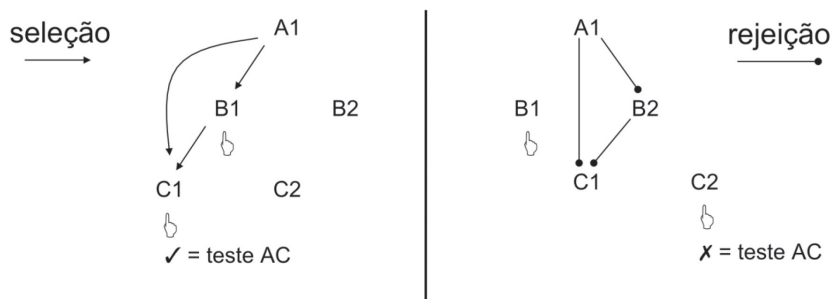 seleção
A1
B1
B2
C1
C2
✓ = teste AC
A1
rejeição
B1
B2
C1
C2
✗ = teste AC